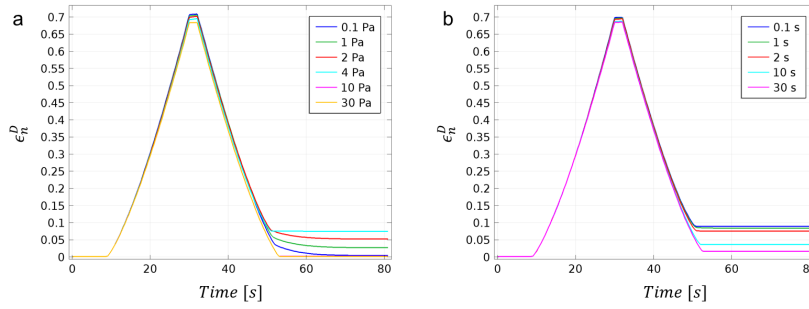 a
0.7
0.65
0.6
0.55
0.5
0.45
0.4
0.35
0.3
0.25
0.2
0.15
0.1
0.05
0
ϵₙᴰ
0 20 40 60 80
Time [s]
0.1 Pa
1 Pa
2 Pa
4 Pa
10 Pa
30 Pa
b
0.7
0.65
0.6
0.55
0.5
0.45
0.4
0.35
0.3
0.25
0.2
0.15
0.1
0.05
0
ϵₙᴰ
0 20 40 60 80
Time [s]
0.1 s
1 s
2 s
10 s
30 s